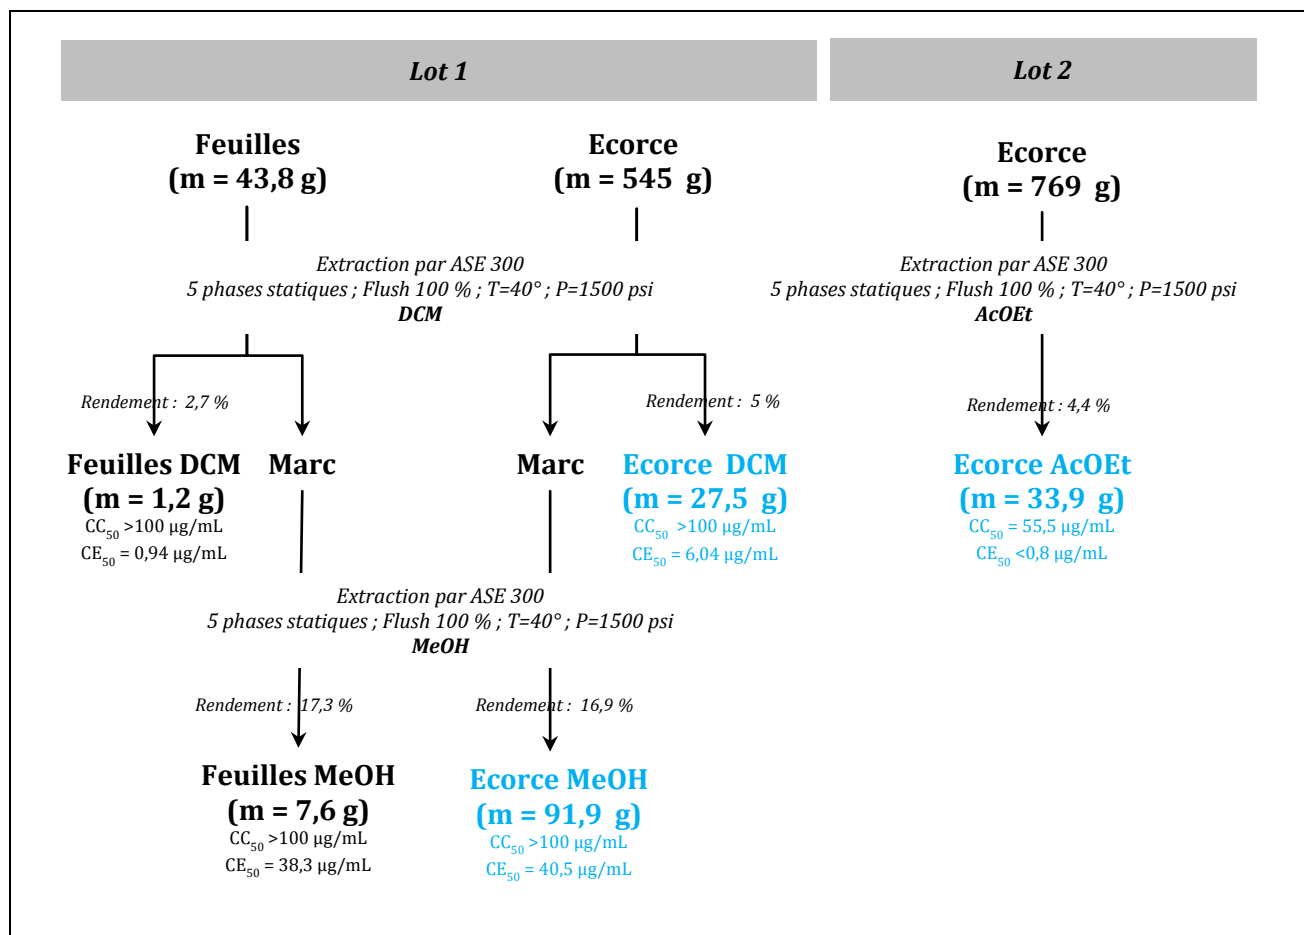 Lot 1
Lot 2
Feuilles
(m = 43,8 g)
Ecorce
(m = 545 g)
Ecorce
(m = 769 g)
Extraction par ASE 300
5 phases statiques ; Flush 100 % ; T=40° ; P=1500 psi
DCM
Extraction par ASE 300
5 phases statiques ; Flush 100 % ; T=40° ; P=1500 psi
AcOEt
Rendement : 2,7 %
Rendement : 5 %
Rendement : 4,4 %
Feuilles DCM
(m = 1,2 g)
CC50 >100 µg/mL
CE50 = 0,94 µg/mL
Marc
Marc
Ecorce DCM
(m = 27,5 g)
CC50 >100 µg/mL
CE50 = 6,04 µg/mL
Ecorce AcOEt
(m = 33,9 g)
CC50 = 55,5 µg/mL
CE50 <0,8 µg/mL
Extraction par ASE 300
5 phases statiques ; Flush 100 % ; T=40° ; P=1500 psi
MeOH
Rendement : 17,3 %
Rendement : 16,9 %
Feuilles MeOH
(m = 7,6 g)
CC50 >100 µg/mL
CE50 = 38,3 µg/mL
Ecorce MeOH
(m = 91,9 g)
CC50 >100 µg/mL
CE50 = 40,5 µg/mL